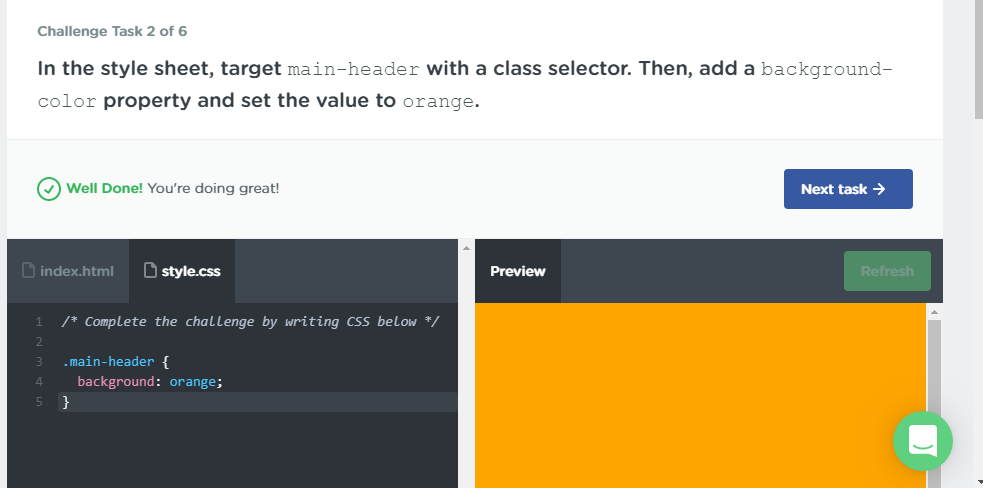 Challenge Task 2 of 6
In the style sheet, target main-header with a class selector. Then, add a background-
color property and set the value to orange.
Well Done! You're doing great!
Next task →
index.html
style.css
Preview
Refresh
1 /* Complete the challenge by writing CSS below */
2
3 .main-header {
4 background: orange;
5 }